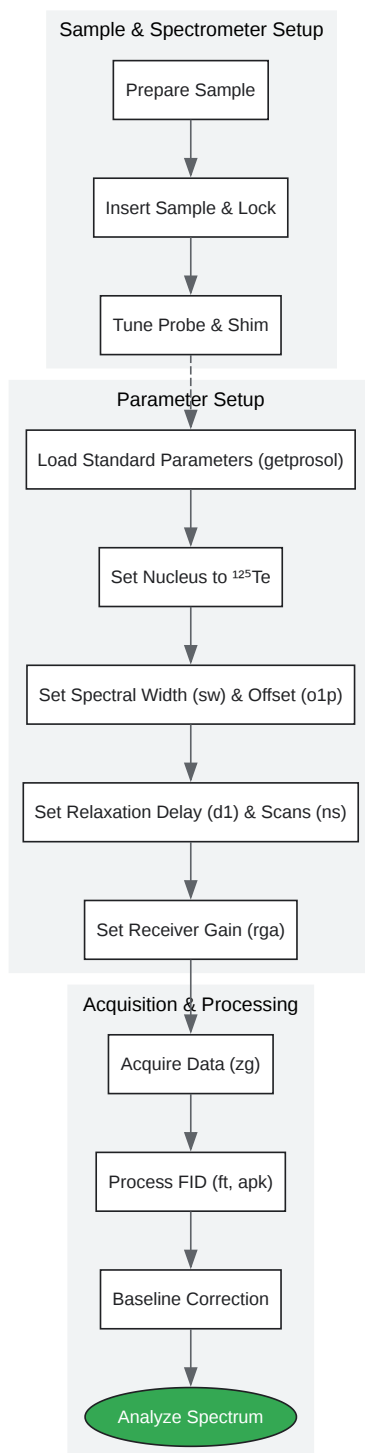 Sample & Spectrometer Setup
Prepare Sample
Insert Sample & Lock
Tune Probe & Shim
Parameter Setup
Load Standard Parameters (getprosol)
Set Nucleus to ¹²⁵Te
Set Spectral Width (sw) & Offset (o1p)
Set Relaxation Delay (d1) & Scans (ns)
Set Receiver Gain (rga)
Acquisition & Processing
Acquire Data (zg)
Process FID (ft, apk)
Baseline Correction
Analyze Spectrum